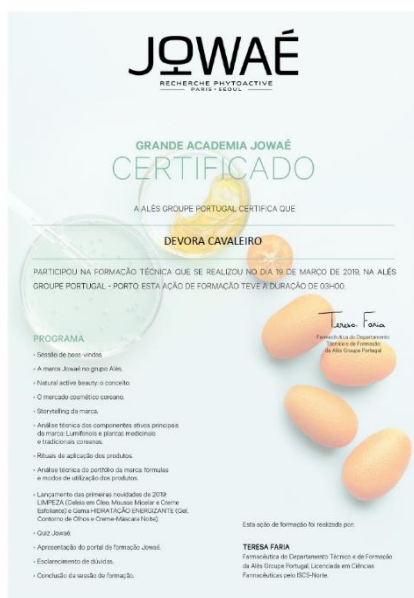 JOWAÉ
RECHERCHE PHYTOACTIVE
PARIS - SEOUL
GRANDE ACADEMIA JOWAÉ
CERTIFICADO
A ALÈS GROUPE PORTUGAL CERTIFICA QUE
DEVORA CAVALEIRO
PARTICIPOU NA FORMAÇÃO TÉCNICA QUE SE REALIZOU NO DIA 19 DE MARÇO DE 2019, NA ALÈS
GROUPE PORTUGAL - PORTO. ESTA AÇÃO DE FORMAÇÃO TEVE A DURAÇÃO DE 03H00.
Teresa Faria
Farmacêutica do Departamento
Técnico e de Formação
da Alès Groupe Portugal
PROGRAMA
- Sessão de boas-vindas.
- A marca Jowaé no grupo Alès.
- Natural active beauty: o conceito.
- O mercado cosmético coreano.
- Storytelling da marca.
- Análise técnica dos componentes ativos principais
da marca: Lumifenóis e plantas medicinais
e tradicionais coreanas.
- Rituais de aplicação dos produtos.
- Análise técnica do portfólio da marca: fórmulas
e modos de utilização dos produtos.
- Lançamento das primeiras novidades de 2019:
LIMPEZA (Geleia em Óleo, Mousse Micelar e Creme
Esfoliante) e Gama HIDRATAÇÃO ENERGIZANTE (Gel,
Contorno de Olhos e Creme-Máscara Noite).
- Quiz Jowaé.
- Apresentação do portal de formação Jowaé.
- Esclarecimento de dúvidas.
- Conclusão da sessão de formação.
Esta ação de formação foi realizada por:
TERESA FARIA
Farmacêutica do Departamento Técnico e de Formação
da Alès Groupe Portugal, Licenciada em Ciências
Farmacêuticas pelo ISCS-Norte.